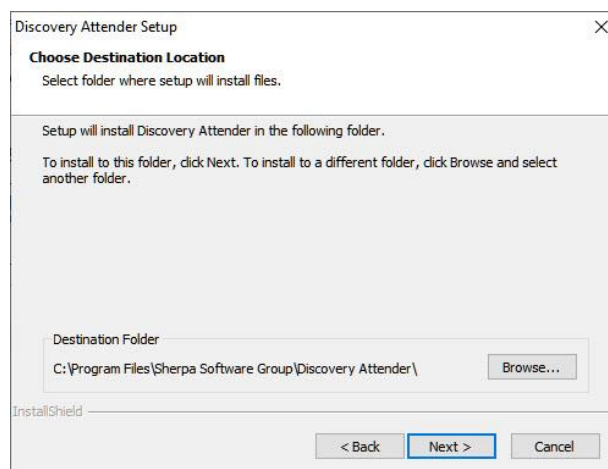 Discovery Attender Setup
Choose Destination Location
Select folder where setup will install files.
Setup will install Discovery Attender in the following folder.
To install to this folder, click Next. To install to a different folder, click Browse and select
another folder.
Destination Folder
C:\Program Files\Sherpa Software Group\Discovery Attender\
Browse...
InstallShield
< Back
Next >
Cancel